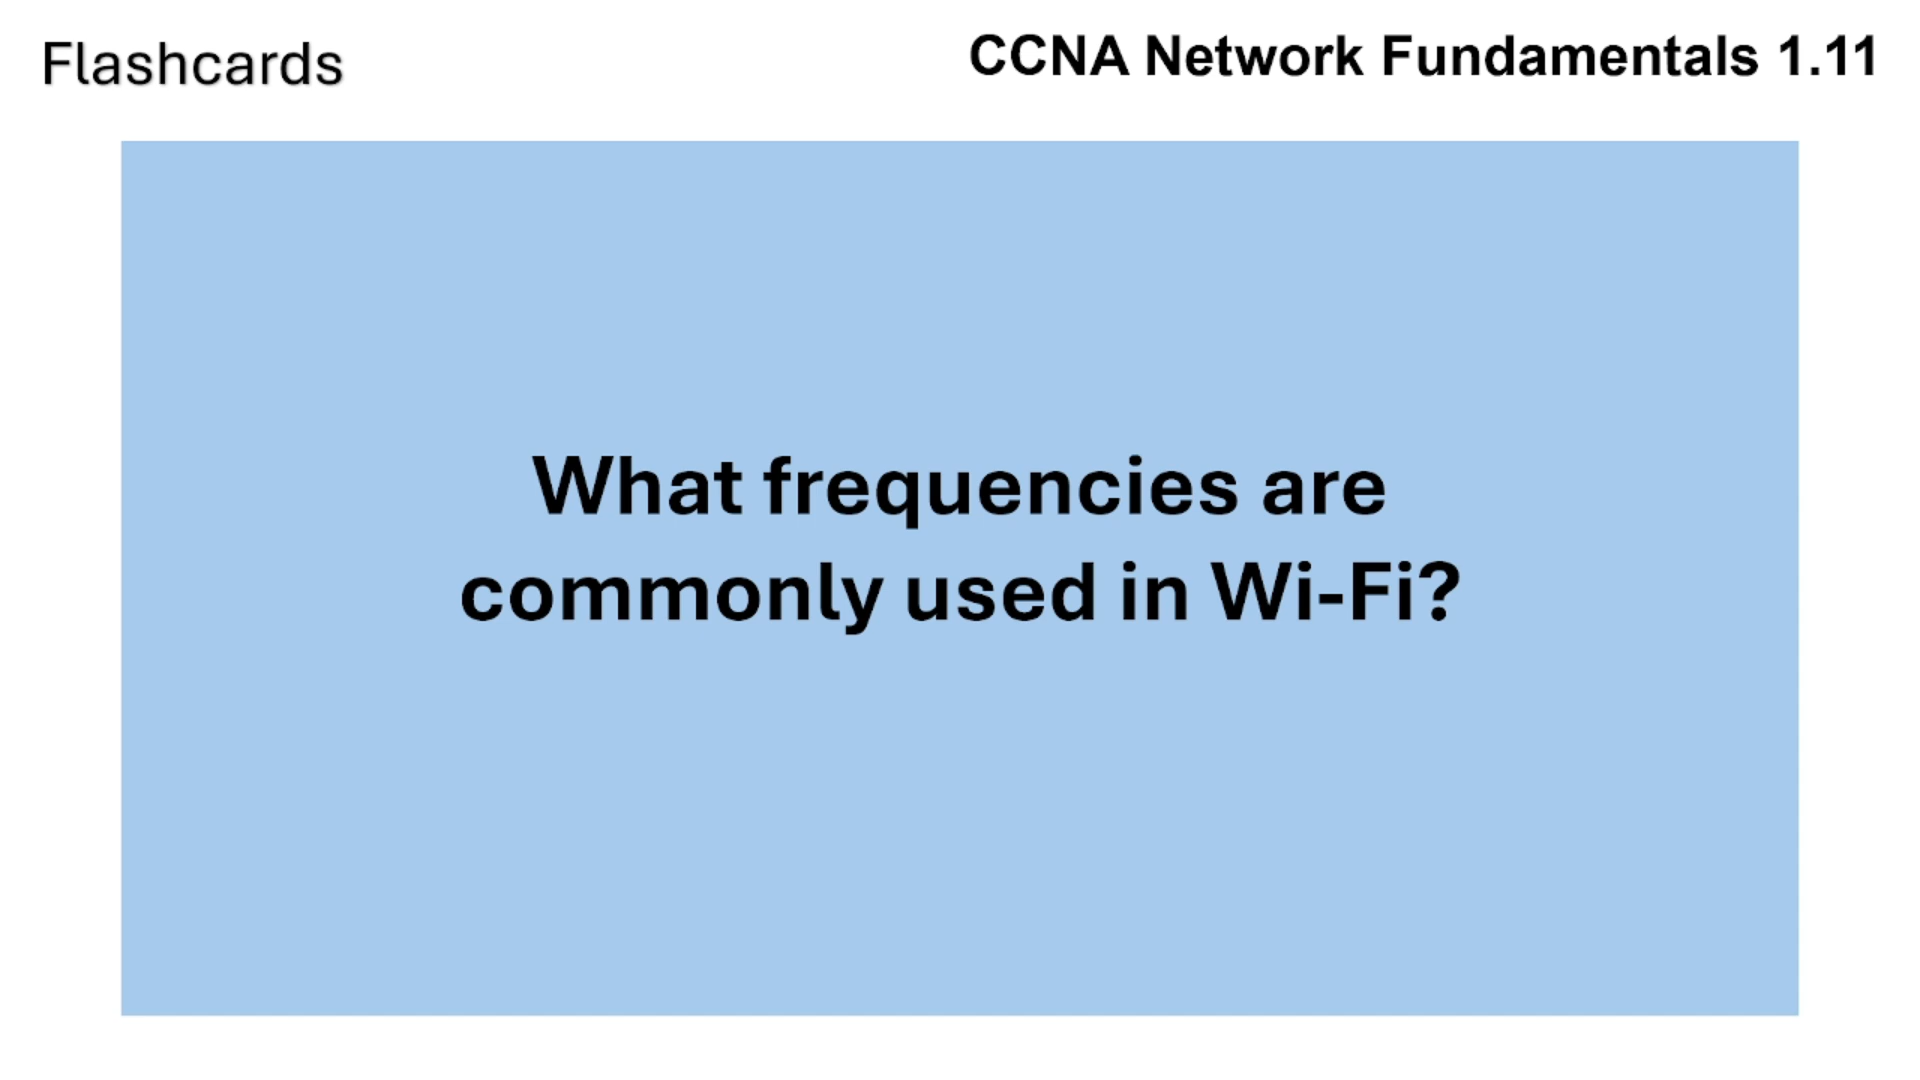 Flashcards
CCNA Network Fundamentals 1.11
What frequencies are
commonly used in Wi-Fi?